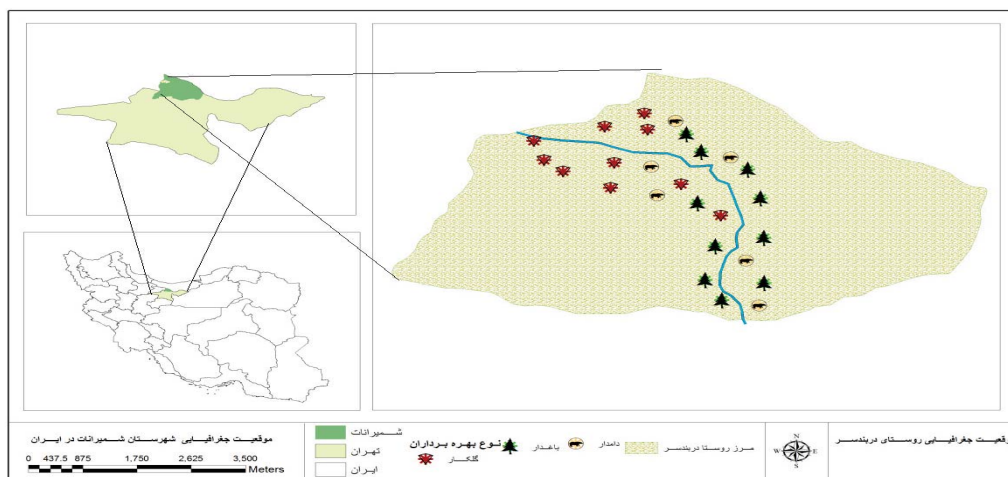 موقعیت جغرافیایی شهرستان شمیرانات در ایران
0 437.5 875 1,750 2,625 3,500
Meters
شمیرانات
تهران
ایران
نوع بهره برداران
گلکار
باغدار
دامدار
مرز روستا دربندسر
N
W E
S
موقعیت جغرافیایی روستای دربندسر